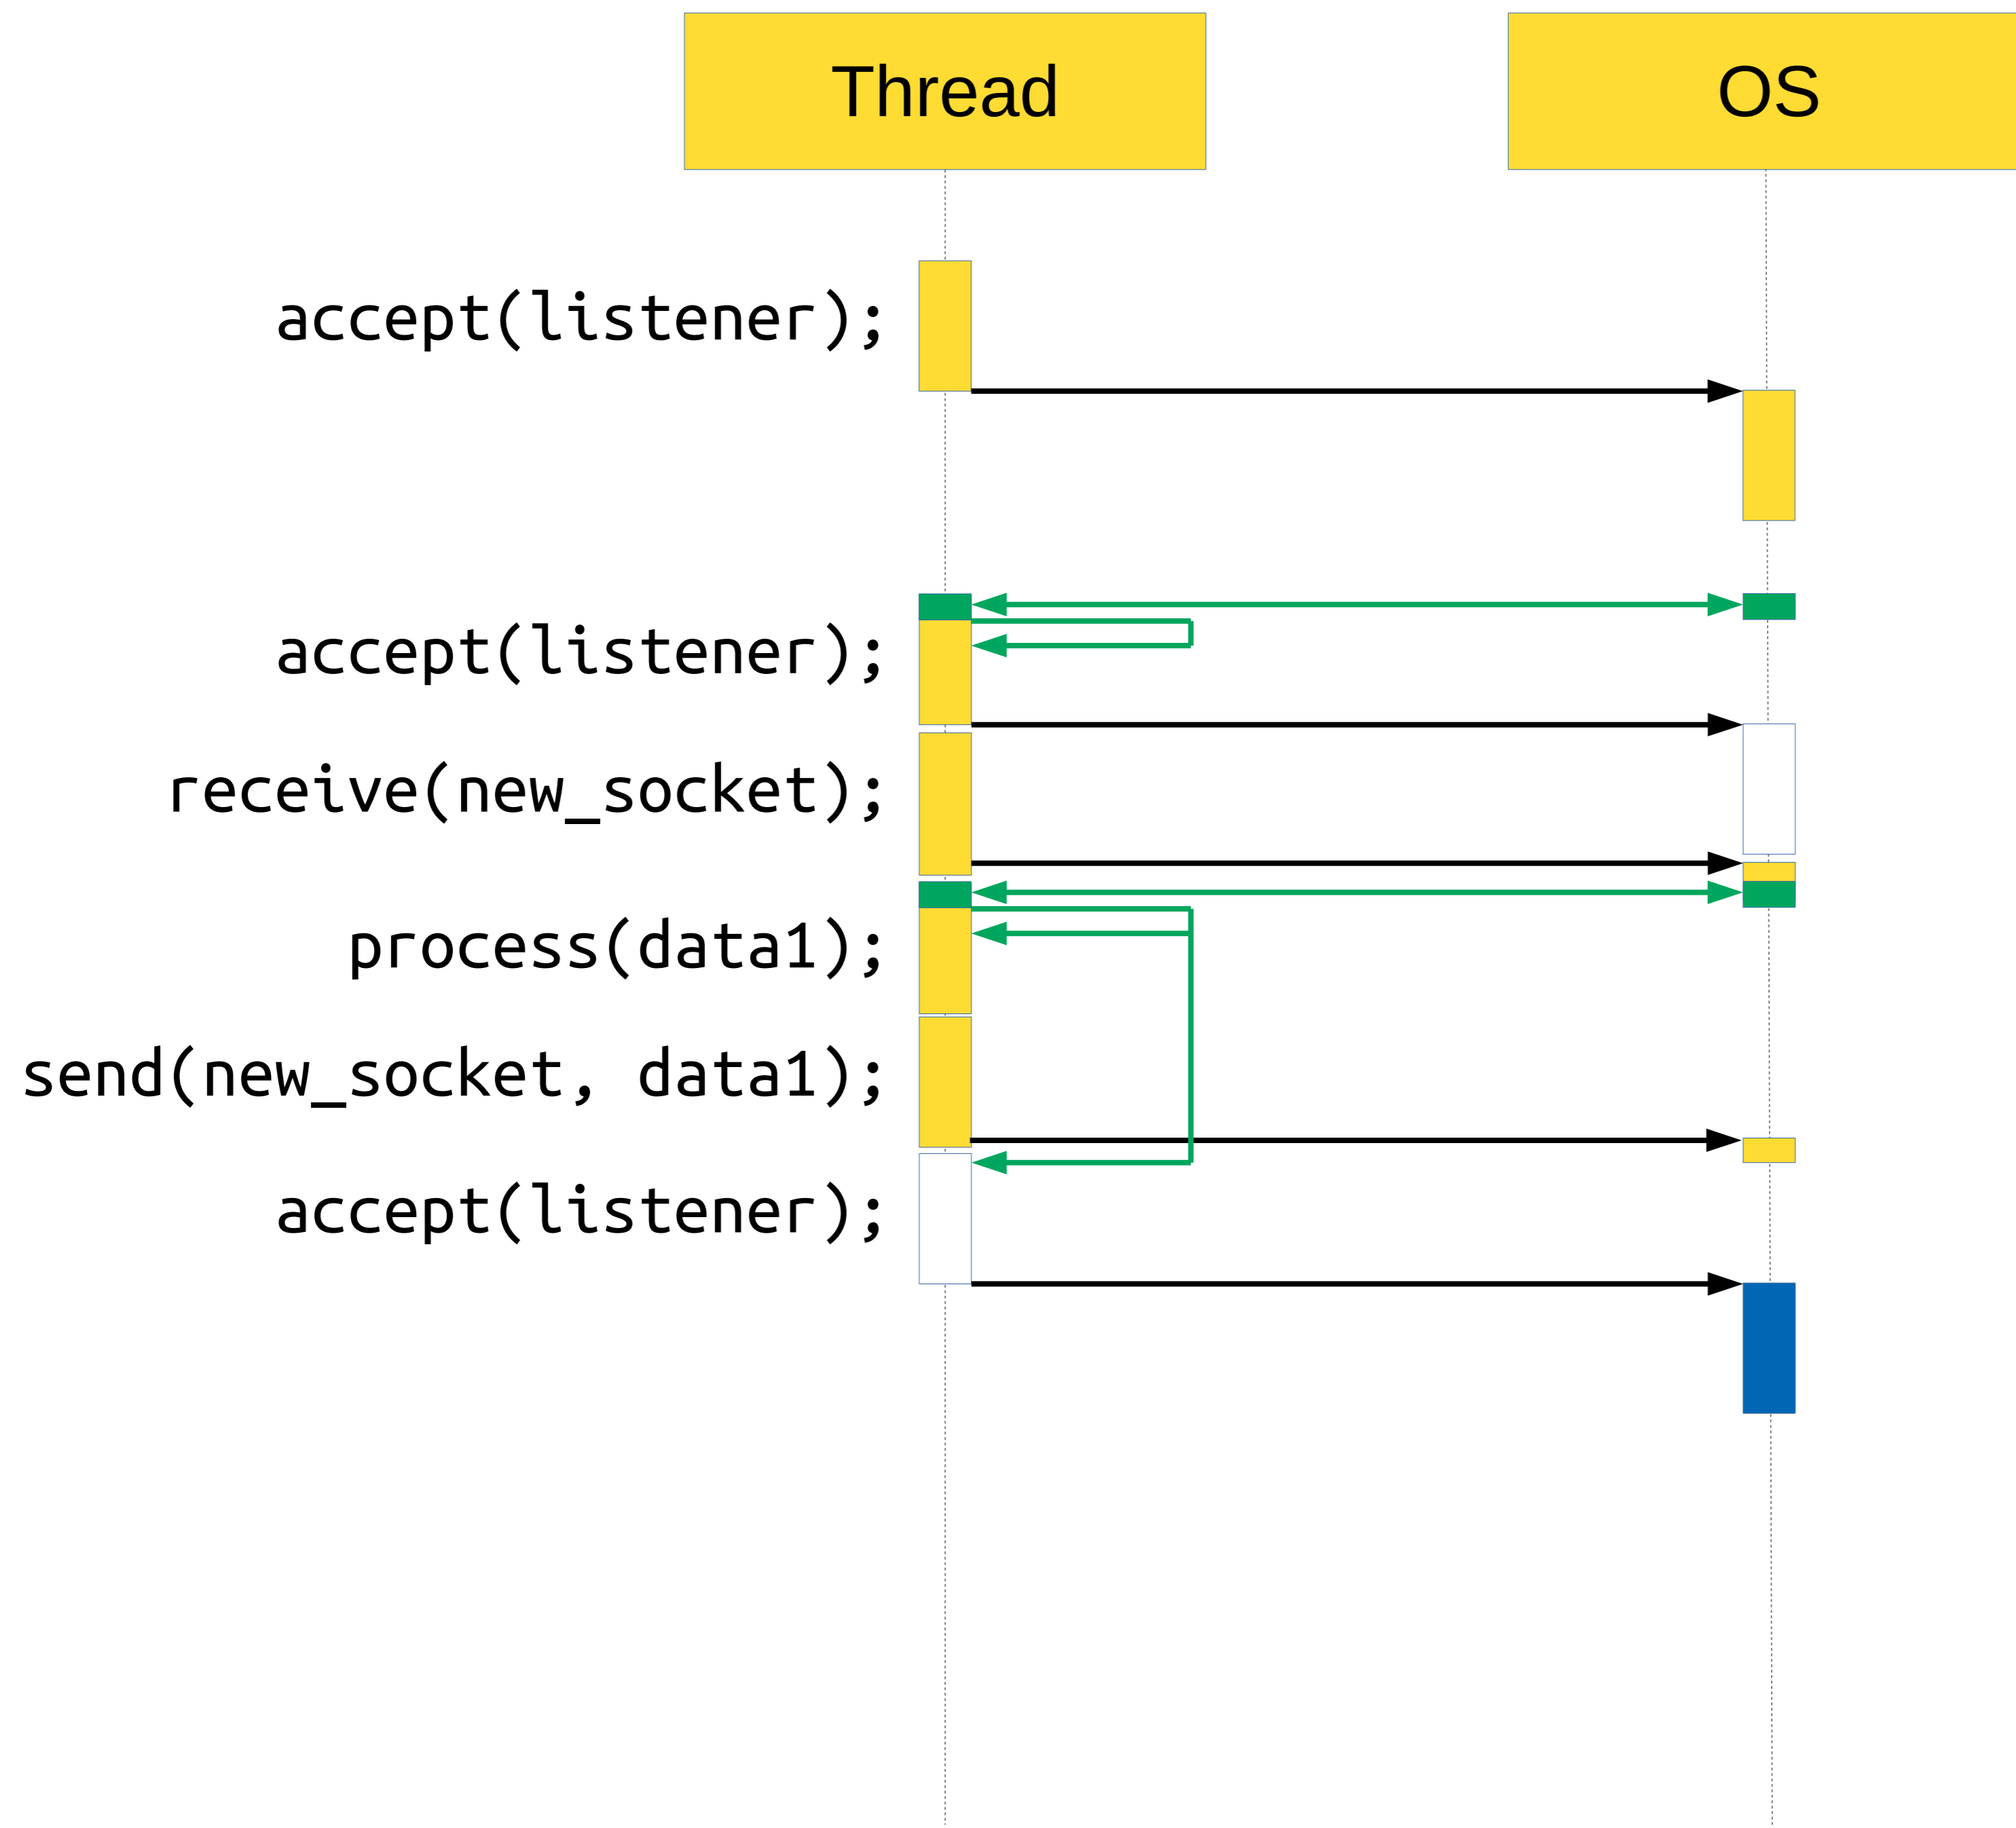 Thread
OS
accept(listener);
accept(listener);
receive(new_socket);
process(data1);
send(new_socket, data1);
accept(listener);